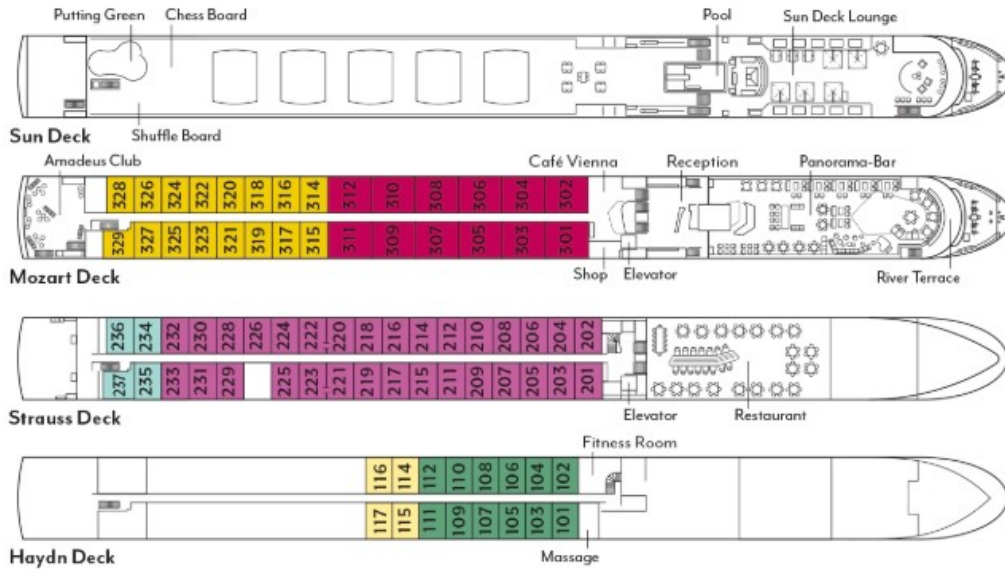 Putting Green Chess Board Pool Sun Deck Lounge
Sun Deck Shuffle Board
Amadeus Club Café Vienna Reception Panorama-Bar
328 326 324 322 320 318 316 314 312 310 308 306 304 302
329 327 325 323 321 319 317 315 311 309 307 305 303 301
Mozart Deck Shop Elevator River Terrace
236 234 232 230 228 226 224 222 220 218 216 214 212 210 208 206 204 202
237 235 233 231 229 225 223 221 219 217 215 211 209 207 205 203 201
Strauss Deck Elevator Restaurant
Fitness Room
116 114 112 110 108 106 104 102
117 115 111 109 107 105 103 101
Haydn Deck Massage